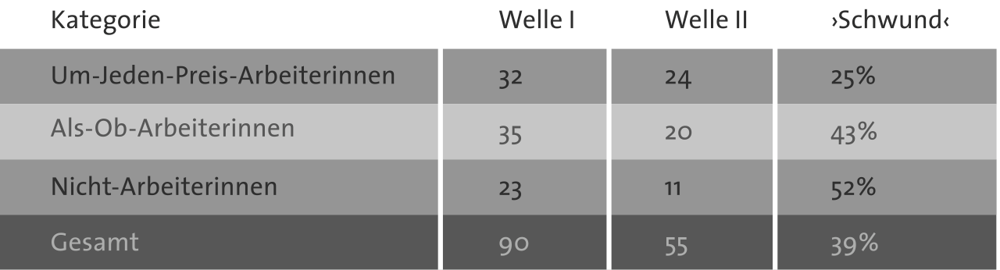 Kategorie Welle I Welle II ›Schwund‹
Um-Jeden-Preis-Arbeiterinnen 32 24 25%
Als-Ob-Arbeiterinnen 35 20 43%
Nicht-Arbeiterinnen 23 11 52%
Gesamt 90 55 39%